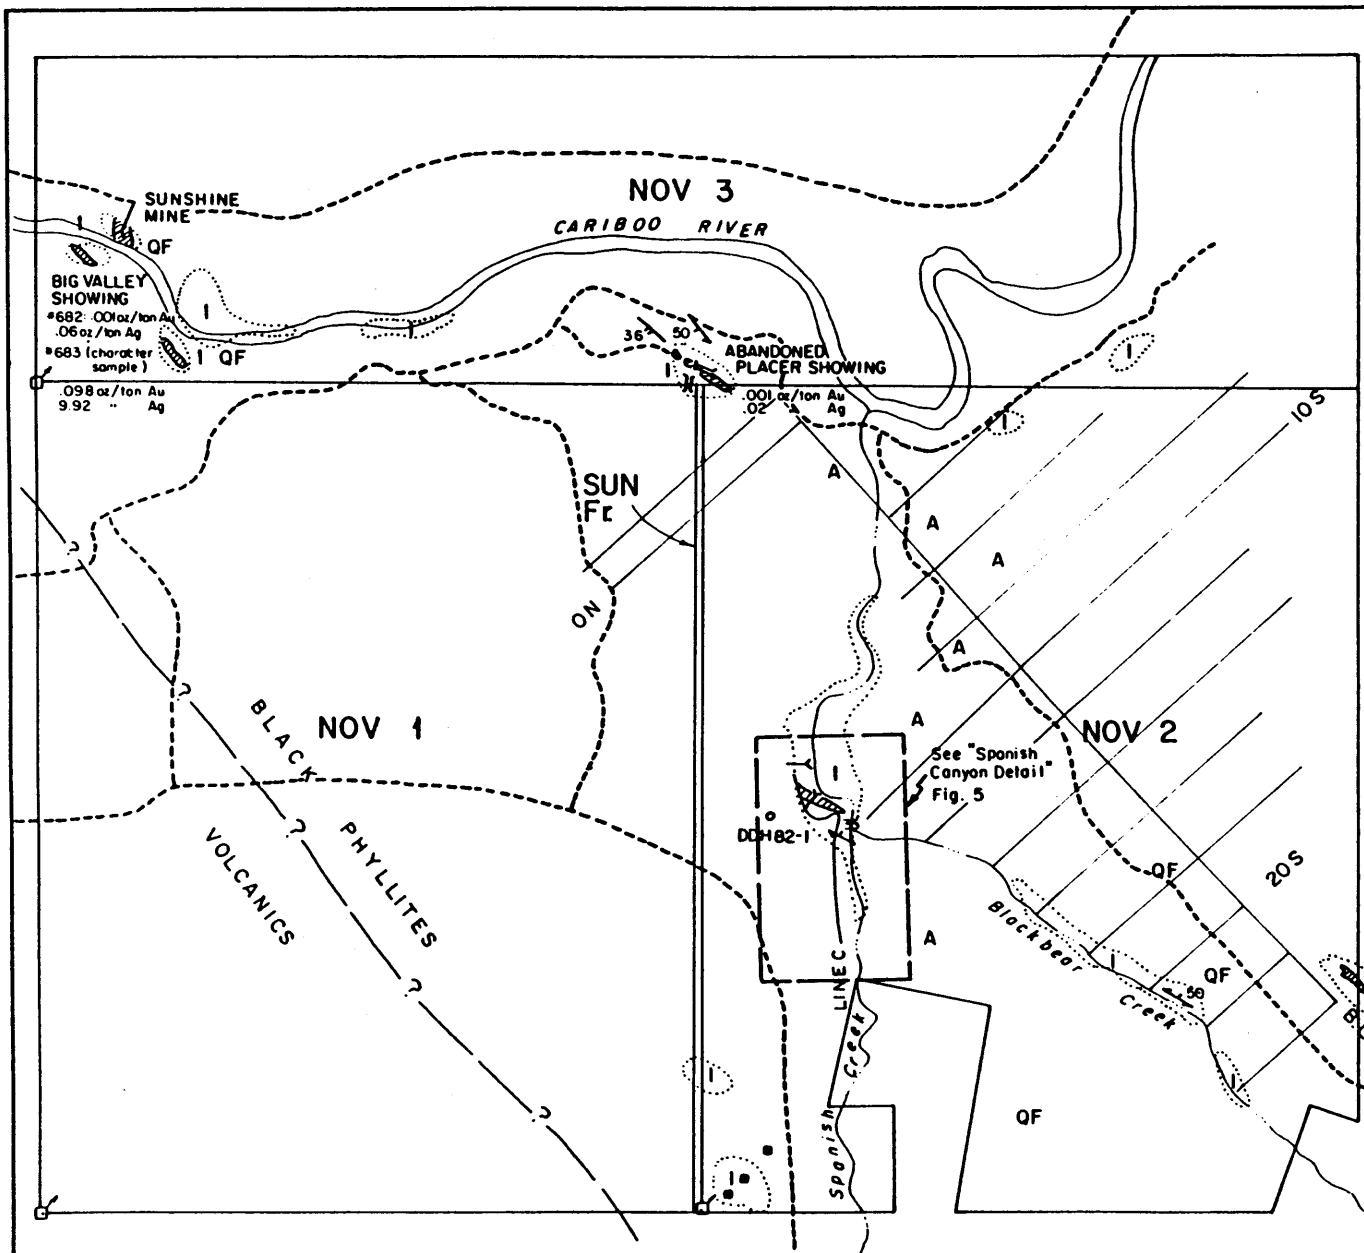 NOV 3
CARIBOO RIVER
SUNSHINE
MINE
I
QF
BIG VALLEY
SHOWING
#682: .001oz/ton Au
.06oz/ton Ag
#683 (character
sample)
.098oz/ton Au
9.92 " Ag
I
I QF
I
36
50
I
ABANDONED
PLACER SHOWING
.001 oz/ton Au
.02 Ag
I
I
10S
SUN
Fr.
A
A
A
?
ON
A
?
BLACK
NOV 1
A
NOV 2
See "Spanish
Canyon Detail"
Fig. 5
I
DDH82-1
?
PHYLLITES
VOLCANICS
QF
20S
Blackbear
Creek
A
I
QF
50
LINE C
?
I
I
?
Spanish Creek
QF
I